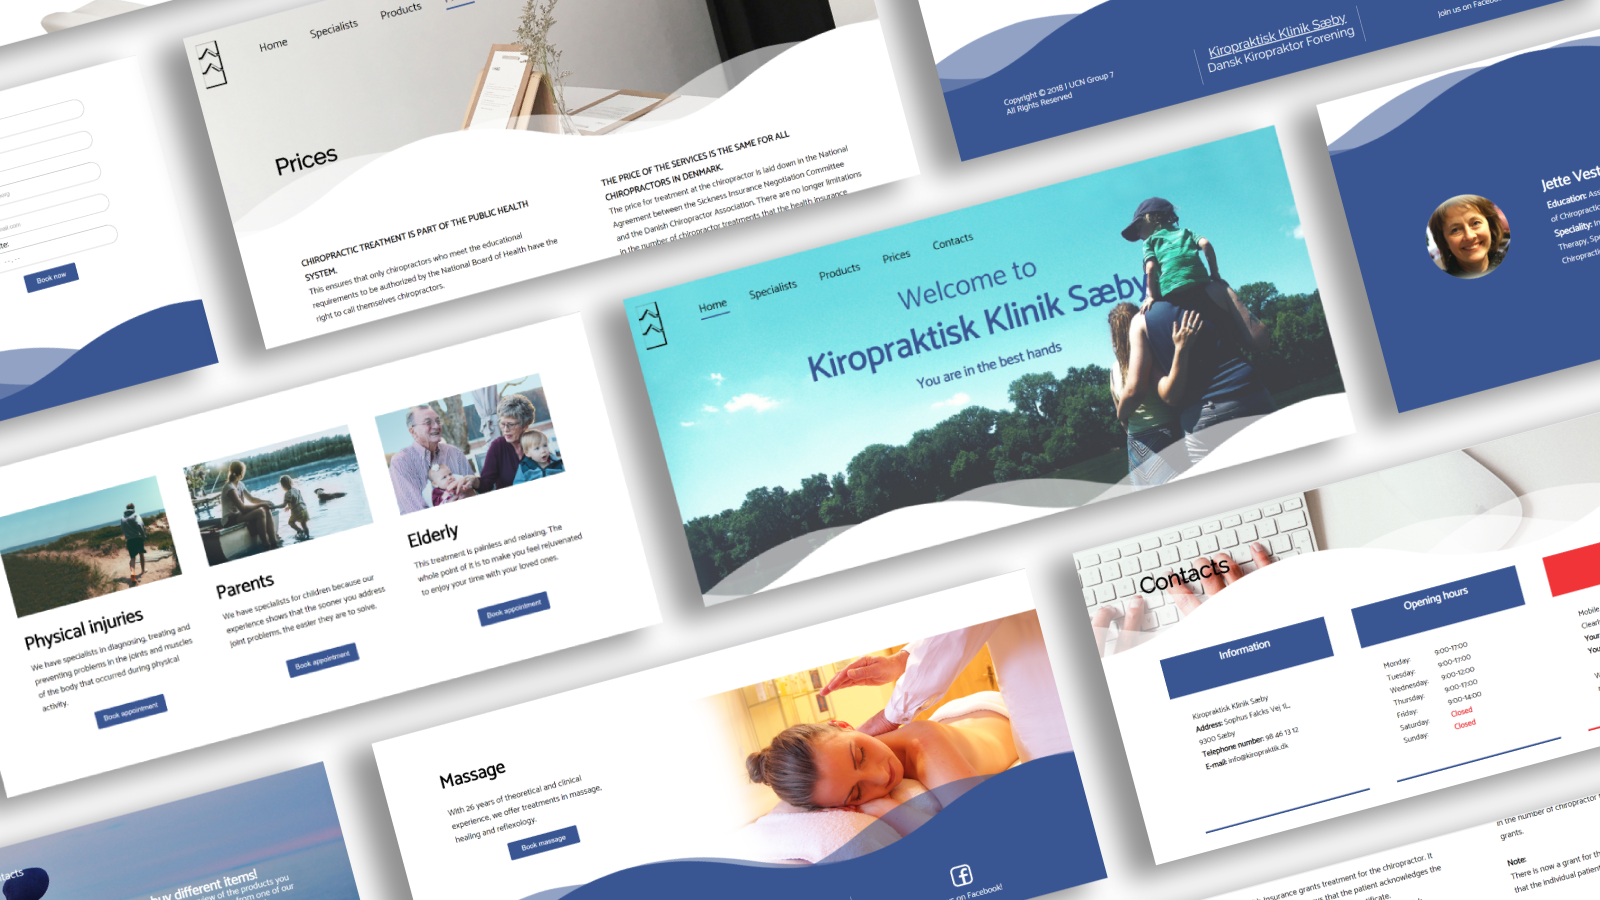 Book now
Home
Specialists
Products
Prices
CHIROPRACTIC TREATMENT IS PART OF THE PUBLIC HEALTH
SYSTEM.
This ensures that only chiropractors who meet the educational
requirements to be authorized by the National Board of Health have the
right to call themselves chiropractors.
THE PRICE OF THE SERVICES IS THE SAME FOR ALL
CHIROPRACTORS IN DENMARK.
The price for treatment at the chiropractor is laid down in the National
Agreement between the Sickness Insurance Negotiation Committee
and the Danish Chiropractor Association. There are no longer limitations
in the number of chiropractor treatments that the health insurance
Copyright © 2018 | UCN Group 7
All Rights Reserved
Kiropraktisk Klinik Sæby
Dansk Kiropraktor Forening
Join us on Facebook
Jette Vest
Education: Ass
of Chiropractic
Speciality: In
Therapy, Sp
Chiropracti
Home
Specialists
Products
Prices
Contacts
Welcome to
Kiropraktisk Klinik Sæby
You are in the best hands
Physical injuries
We have specialists in diagnosing, treating and
preventing problems in the joints and muscles
of the body that occurred during physical
activity.
Book appointment
Parents
We have specialists for children because our
experience shows that the sooner you address
joint problems, the easier they are to solve.
Book appointment
Elderly
This treatment is painless and relaxing. The
whole point of it is to make you feel rejuvenated
to enjoy your time with your loved ones.
Book appointment
Contacts
Information
Kiropraktisk Klinik Sæby
Address: Sophus Falcks Vej 1L,
9300 Sæby
Telephone number: 98 46 13 12
E-mail: info@kiropraktik.dk
Opening hours
Monday: 9:00-17:00
Tuesday: 9:00-17:00
Wednesday: 9:00-12:00
Thursday: 9:00-17:00
Friday: 9:00-14:00
Saturday: Closed
Sunday: Closed
Mobile
Clearh
Your
You
Massage
With 26 years of theoretical and clinical
experience, we offer treatments in massage,
healing and reflexology.
Book massage
on Facebook!
tacts
buy different items!
view of the products you
from one of our
Insurance grants treatment for the chiropractor. It
that the patient acknowledges the
in the number of chiropractor
grants.
Note:
There is now a grant for th
that the individual patient